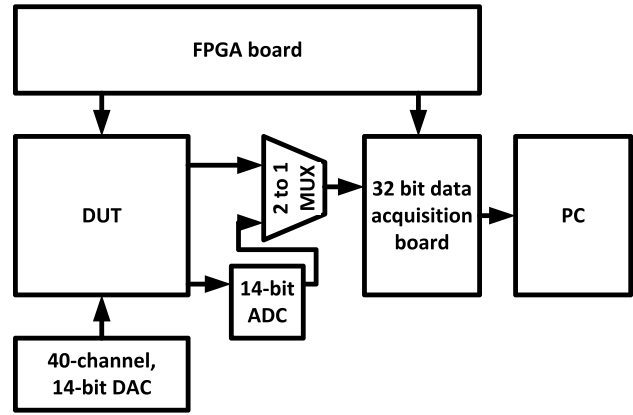 FPGA board
DUT
2 to 1
MUX
32 bit data
acquisition
board
PC
14-bit
ADC
40-channel,
14-bit DAC